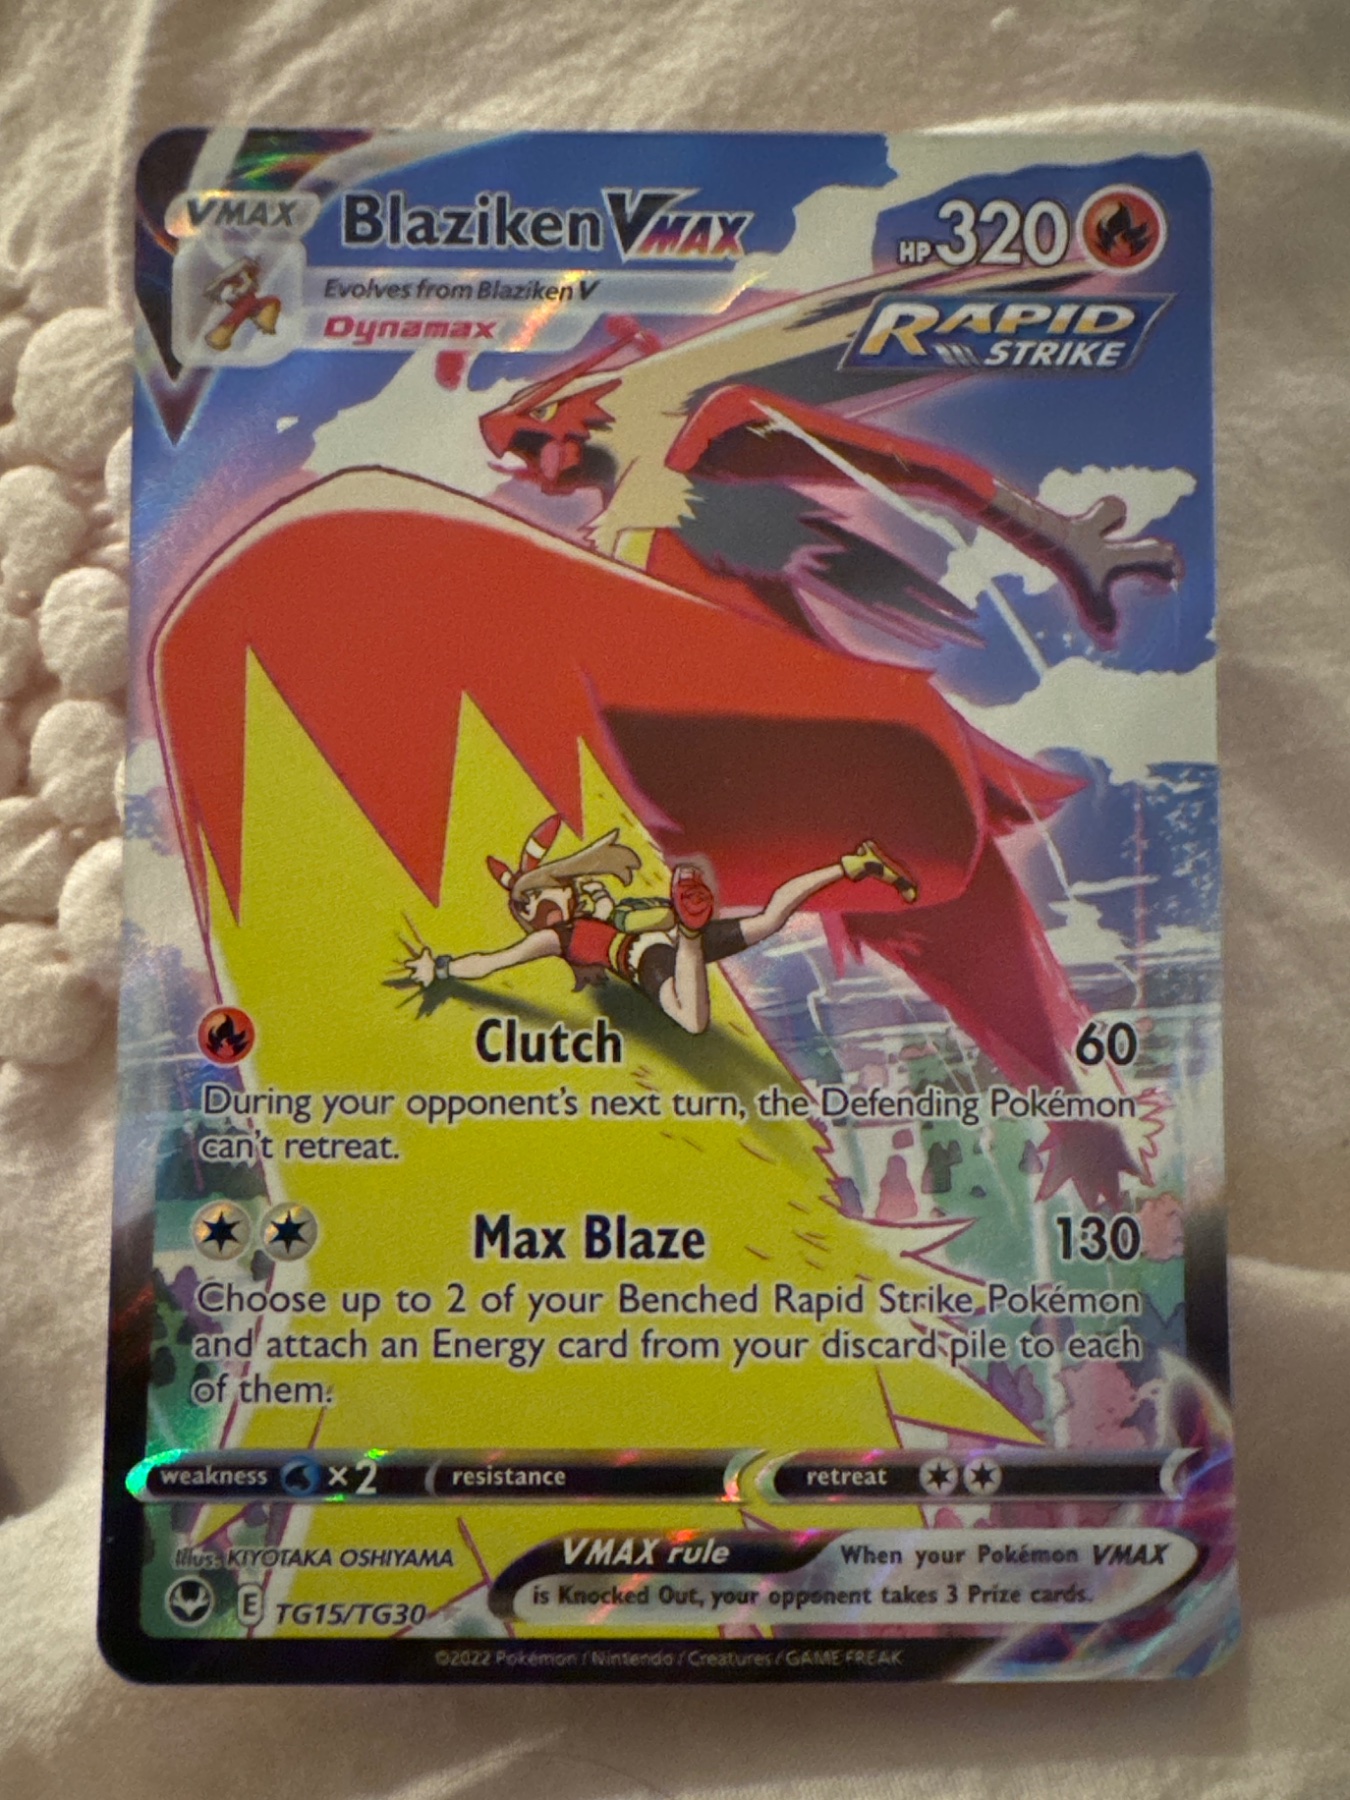 VMAX
Blaziken VMAX
HP 320
Evolves from Blaziken V
Dynamax
RAPID
STRIKE
Clutch 60
During your opponent's next turn, the Defending Pokémon
can't retreat.
Max Blaze 130
Choose up to 2 of your Benched Rapid Strike Pokémon
and attach an Energy card from your discard pile to each
of them.
weakness ×2 resistance retreat
Illus. KIYOTAKA OSHIYAMA
VMAX rule When your Pokémon VMAX
is Knocked Out, your opponent takes 3 Prize cards.
E TG15/TG30
©2022 Pokémon / Nintendo / Creatures / GAME FREAK